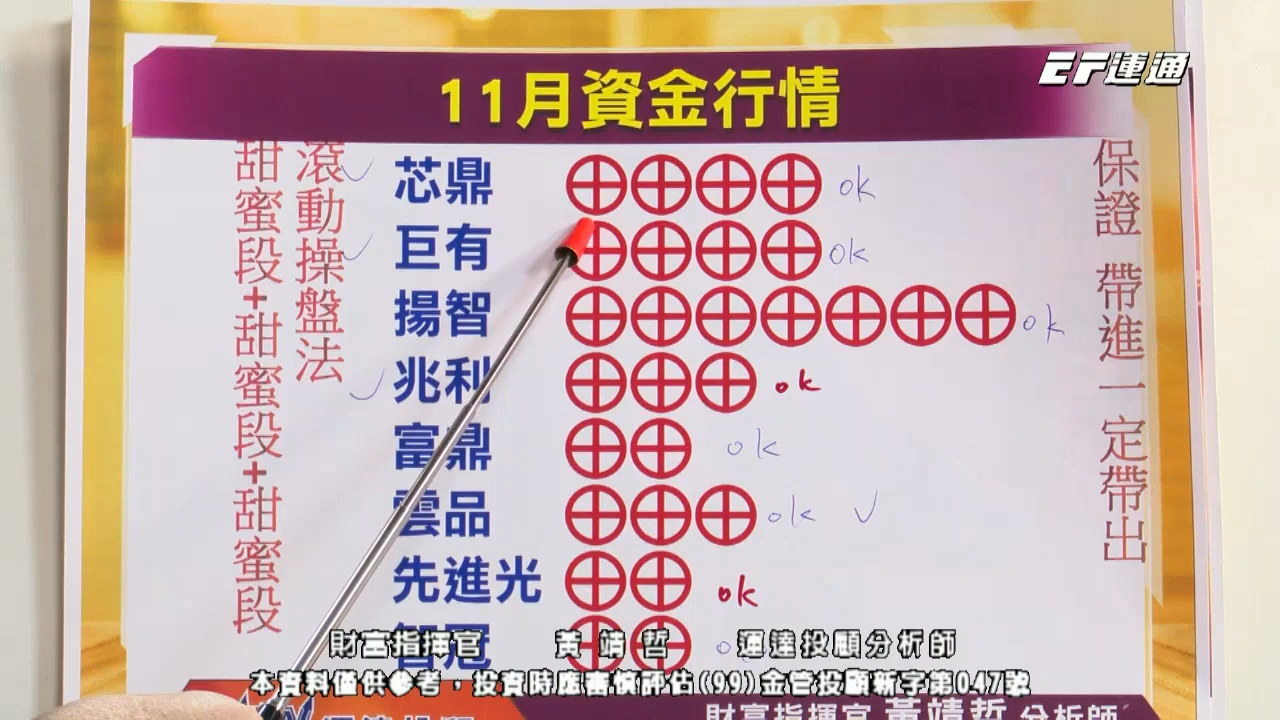 EF運通
11月資金行情
滾動操盤法
甜蜜段+甜蜜段+甜蜜段
保證 帶進一定帶出
芯鼎 ok
巨有 ok
揚智 ok
兆利 ok
富鼎 ok
雲品 ok
先進光 ok
智冠
財富指揮官 黃靖哲 運達投顧分析師
本資料僅供參考，投資時應審慎評估((99)金管投顧新字第047號
財富指揮官 黃靖哲 分析師